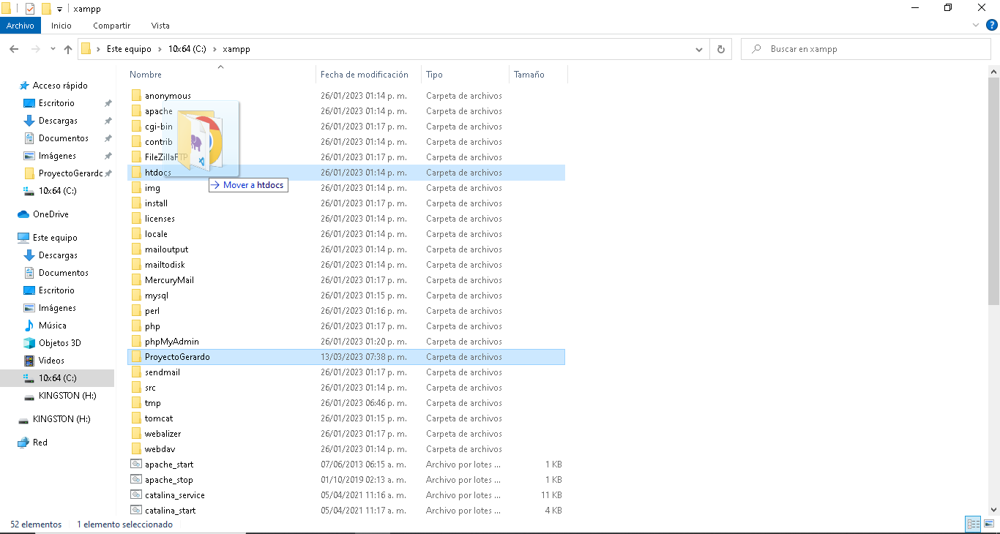 xampp
Archivo Inicio Compartir Vista
Este equipo > 10x64 (C:) > xampp
Buscar en xampp
Acceso rápido
Escritorio
Descargas
Documentos
Imágenes
ProyectoGerardo
10x64 (C:)
OneDrive
Este equipo
Descargas
Documentos
Escritorio
Imágenes
Música
Objetos 3D
Videos
10x64 (C:)
KINGSTON (H:)
KINGSTON (H:)
Red
Nombre Fecha de modificación Tipo Tamaño
anonymous 26/01/2023 01:14 p. m. Carpeta de archivos
apache 26/01/2023 01:14 p. m. Carpeta de archivos
cgi-bin 26/01/2023 01:17 p. m. Carpeta de archivos
contrib 26/01/2023 01:14 p. m. Carpeta de archivos
FileZillaFTP 26/01/2023 01:17 p. m. Carpeta de archivos
htdocs 26/01/2023 01:14 p. m. Carpeta de archivos
Mover a htdocs
img 26/01/2023 01:14 p. m. Carpeta de archivos
install 26/01/2023 01:17 p. m. Carpeta de archivos
licenses 26/01/2023 01:14 p. m. Carpeta de archivos
locale 26/01/2023 01:14 p. m. Carpeta de archivos
mailoutput 26/01/2023 01:14 p. m. Carpeta de archivos
mailtodisk 26/01/2023 01:14 p. m. Carpeta de archivos
MercuryMail 26/01/2023 01:17 p. m. Carpeta de archivos
mysql 26/01/2023 01:15 p. m. Carpeta de archivos
perl 26/01/2023 01:16 p. m. Carpeta de archivos
php 26/01/2023 01:17 p. m. Carpeta de archivos
phpMyAdmin 26/01/2023 01:20 p. m. Carpeta de archivos
ProyectoGerardo 13/03/2023 07:38 p. m. Carpeta de archivos
sendmail 26/01/2023 01:17 p. m. Carpeta de archivos
src 26/01/2023 01:14 p. m. Carpeta de archivos
tmp 26/01/2023 06:46 p. m. Carpeta de archivos
tomcat 26/01/2023 01:15 p. m. Carpeta de archivos
webalizer 26/01/2023 01:17 p. m. Carpeta de archivos
webdav 26/01/2023 01:14 p. m. Carpeta de archivos
apache_start 07/06/2013 06:15 a. m. Archivo por lotes ... 1 KB
apache_stop 01/10/2019 02:13 a. m. Archivo por lotes ... 1 KB
catalina_service 05/04/2021 11:16 a. m. Archivo por lotes ... 11 KB
catalina_start 05/04/2021 11:17 a. m. Archivo por lotes ... 4 KB
52 elementos 1 elemento seleccionado